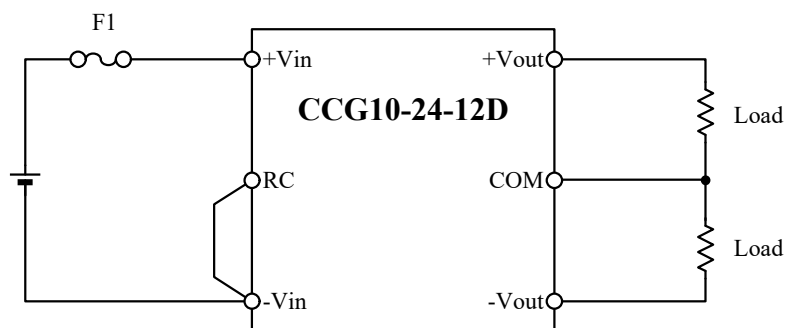 F1
+Vin
+Vout
CCG10-24-12D
Load
RC
COM
Load
-Vin
-Vout